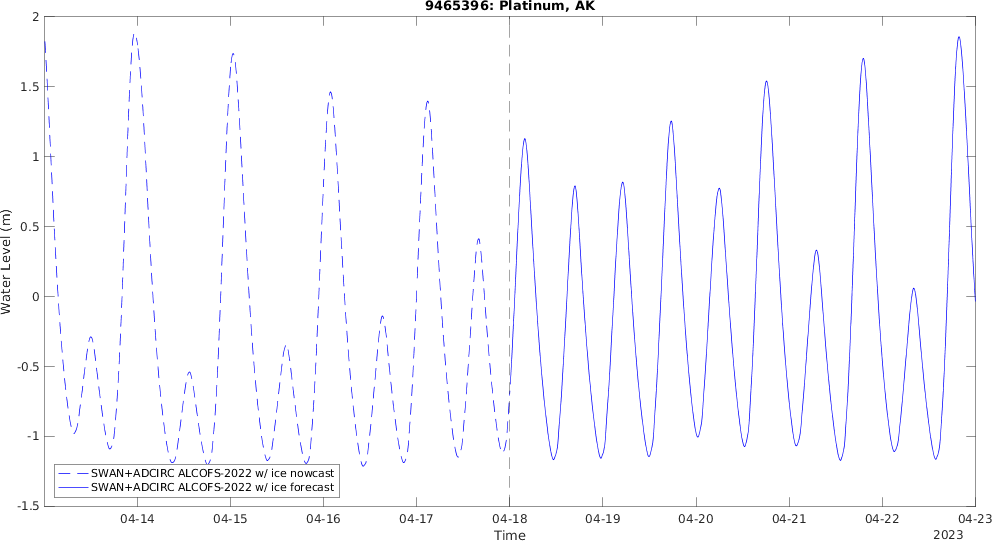 9465396: Platinum, AK
2
1.5
1
0.5
0
-0.5
-1
-1.5
Water Level (m)
SWAN+ADCIRC ALCOFS-2022 w/ ice nowcast
SWAN+ADCIRC ALCOFS-2022 w/ ice forecast
04-14 04-15 04-16 04-17 04-18 04-19 04-20 04-21 04-22 04-23
Time
2023